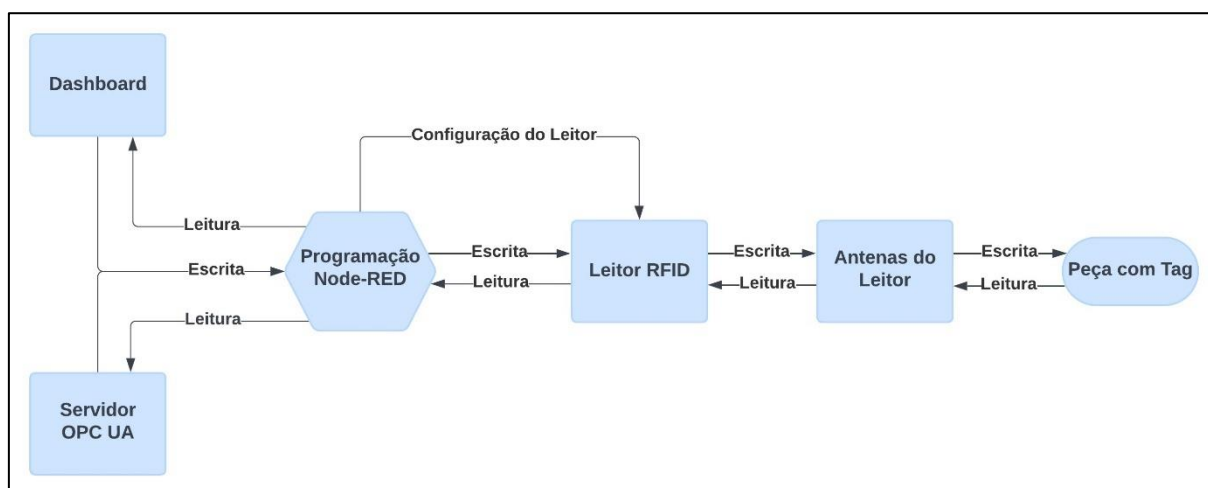 Dashboard
Configuração do Leitor
Leitura
Escrita
Leitura
Programação
Node-RED
Escrita
Leitura
Leitor RFID
Escrita
Leitura
Antenas do
Leitor
Escrita
Leitura
Peça com Tag
Servidor
OPC UA